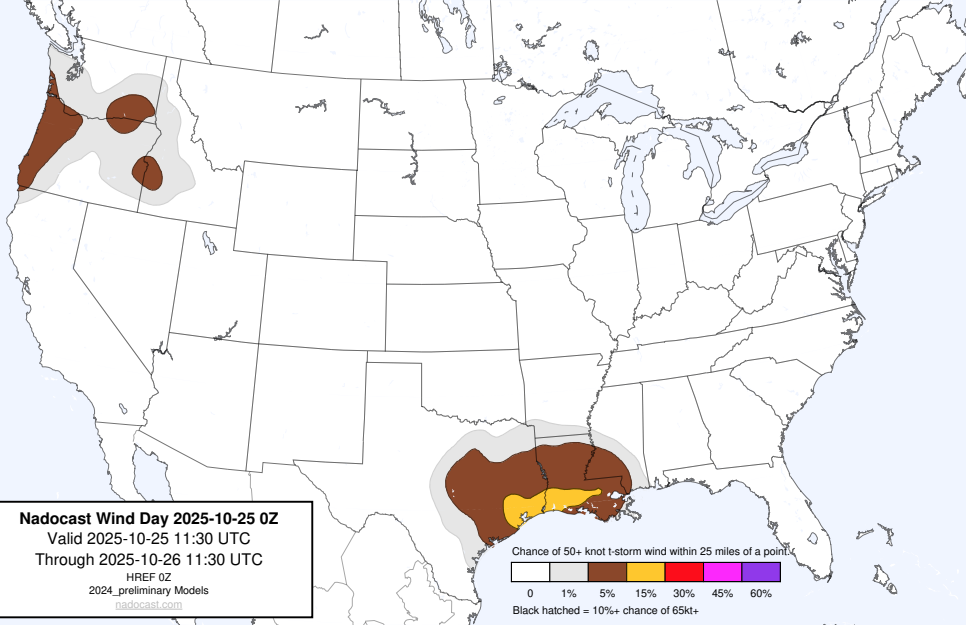 Nadocast Wind Day 2025-10-25 0Z
Valid 2025-10-25 11:30 UTC
Through 2025-10-26 11:30 UTC
HREF 0Z
2024_preliminary Models
nadocast.com
Chance of 50+ knot t-storm wind within 25 miles of a point.
0 1% 5% 15% 30% 45% 60%
Black hatched = 10%+ chance of 65kt+